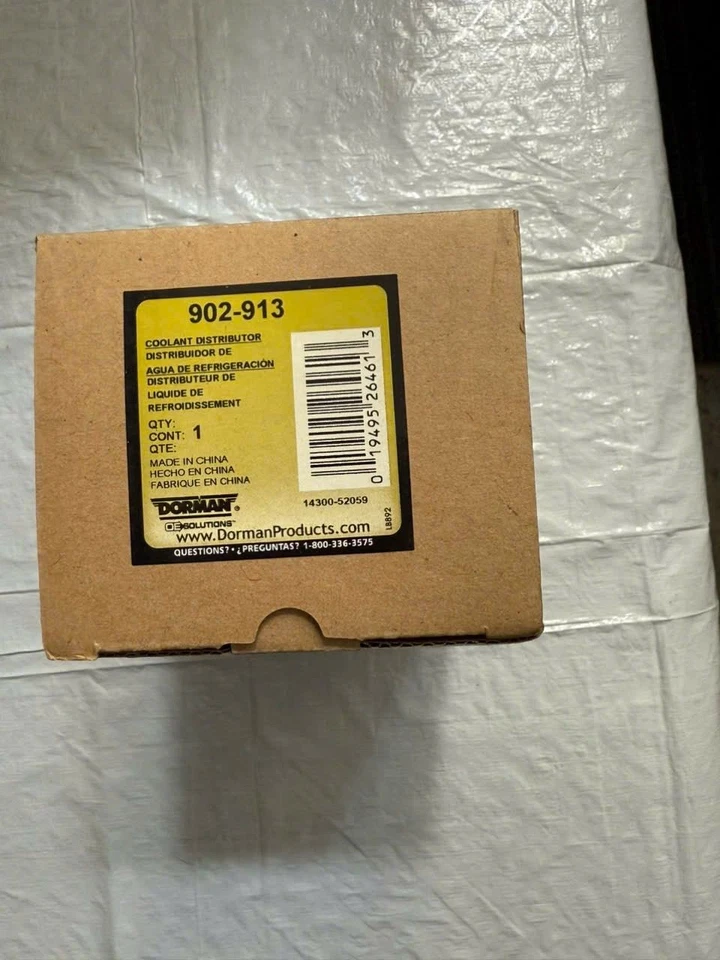 902-913
COOLANT DISTRIBUTOR
DISTRIBUIDOR DE
AGUA DE REFRIGERACIÓN
DISTRIBUTEUR DE
LIQUIDE DE
REFROIDISSEMENT
QTY:
CONT: 1
QTE:
MADE IN CHINA
HECHO EN CHINA
FABRIQUE EN CHINA
0 19495 26461 3
14300-52059
LB892
DORMAN®
OE SOLUTIONS™
www.DormanProducts.com
QUESTIONS? • ¿PREGUNTAS? 1-800-336-3575